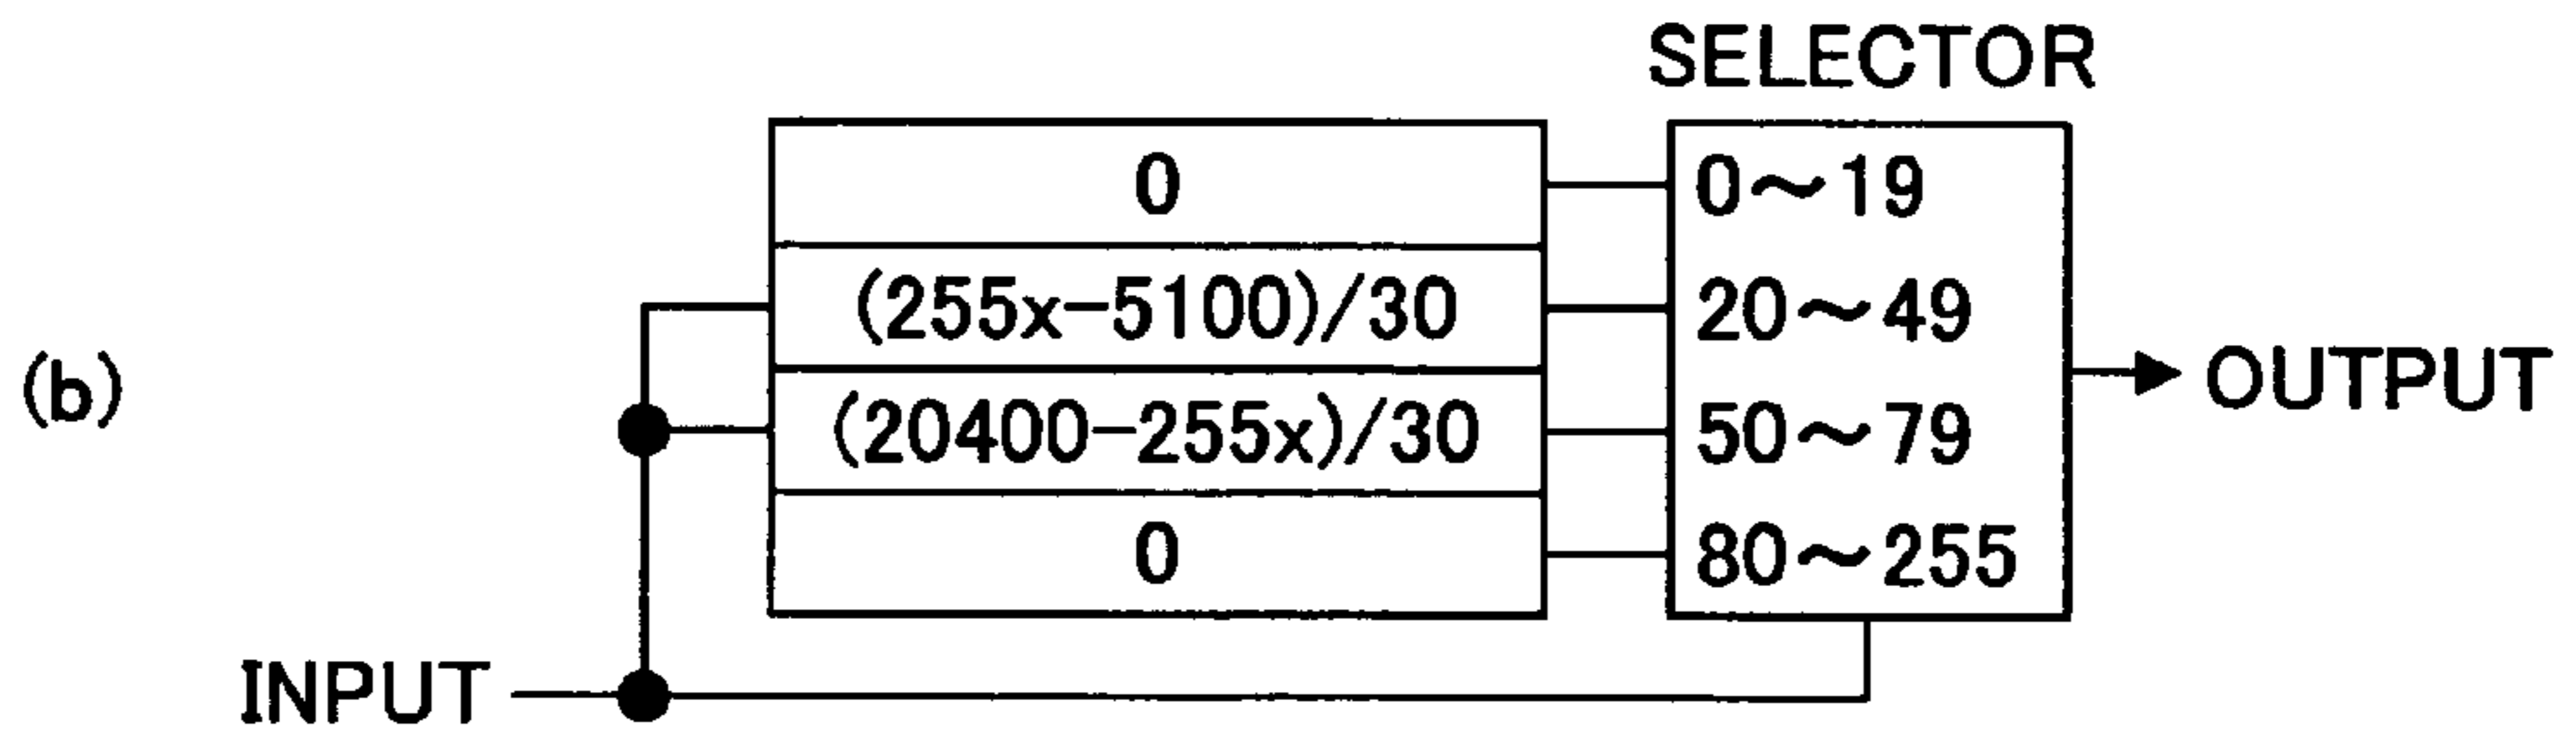 SELECTOR
0 0~19
(255x-5100)/30 20~49
(b) (20400-255x)/30 50~79 OUTPUT
0 80~255
INPUT